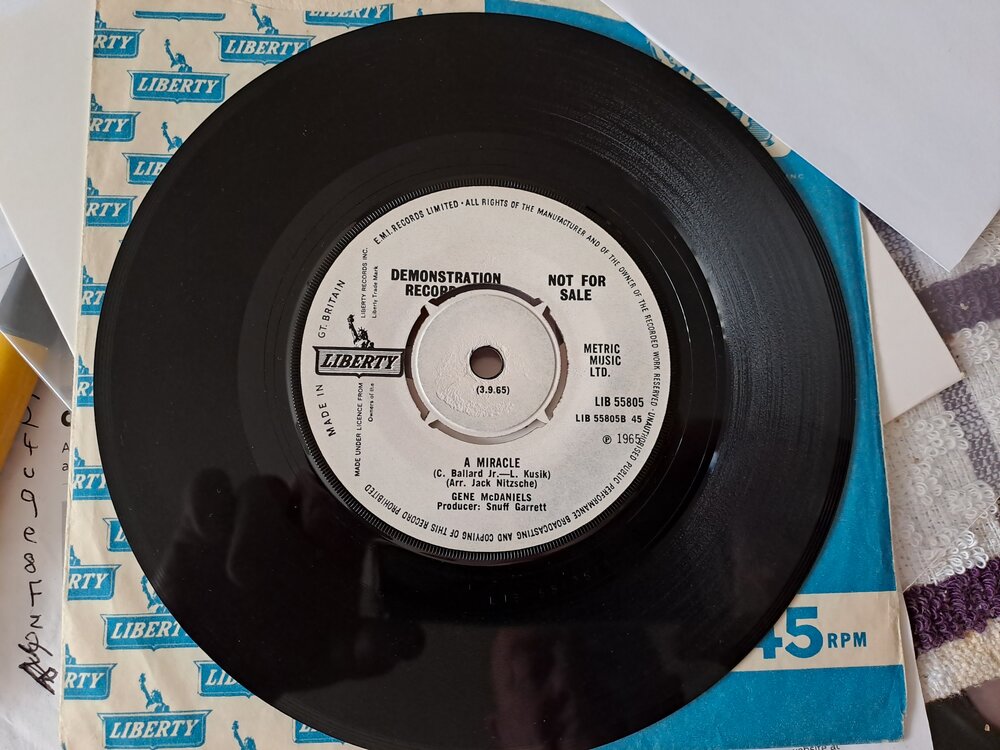 LIBERTY
LIBERTY
LIBERTY
LIBERTY
E.M.I. RECORDS LIMITED · ALL RIGHTS OF THE MANUFACTURER AND OF THE OWNER OF THE RECORDED WORK RESERVED · UNAUTHORISED PUBLIC PERFORMANCE BROADCASTING AND COPYING OF THIS RECORD PROHIBITED
MADE IN GT. BRITAIN
LIBERTY RECORDS INC.
Liberty Trade Mark
DEMONSTRATION
RECORD
NOT FOR
SALE
LIBERTY
MADE UNDER LICENCE FROM
Owners of the
METRIC
MUSIC
LTD.
(3.9.65)
LIB 55805
LIB 55805B 45
℗ 1965
A MIRACLE
(C. Ballard Jr.—L. Kusik)
(Arr. Jack Nitzsche)
GENE McDANIELS
Producer: Snuff Garrett
45 RPM
LIBERTY
LIBERTY